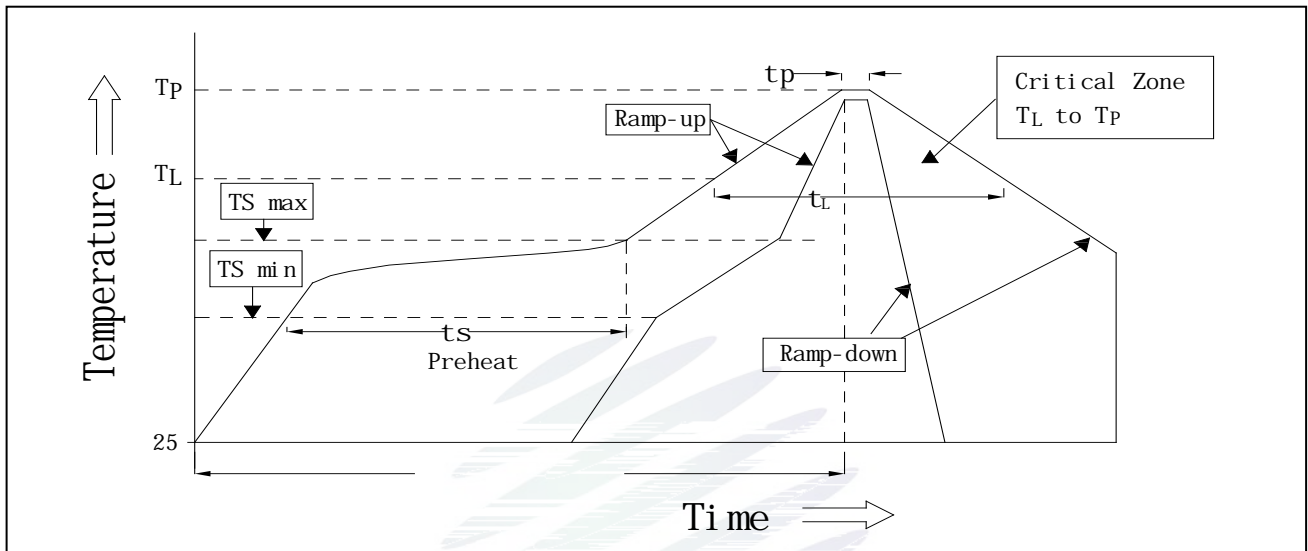 tp
Critical Zone
TL to TP
TP
Ramp-up
TL
TS max
tL
TS min
ts
Preheat
Ramp-down
25
Temperature
Time